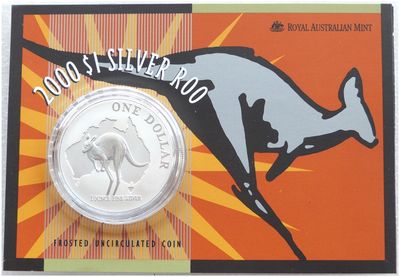 ROYAL AUSTRALIAN MINT
2000 $1 SILVER ROO
ONE DOLLAR
1 OUNCE FINE SILVER
FROSTED UNCIRCULATED COIN